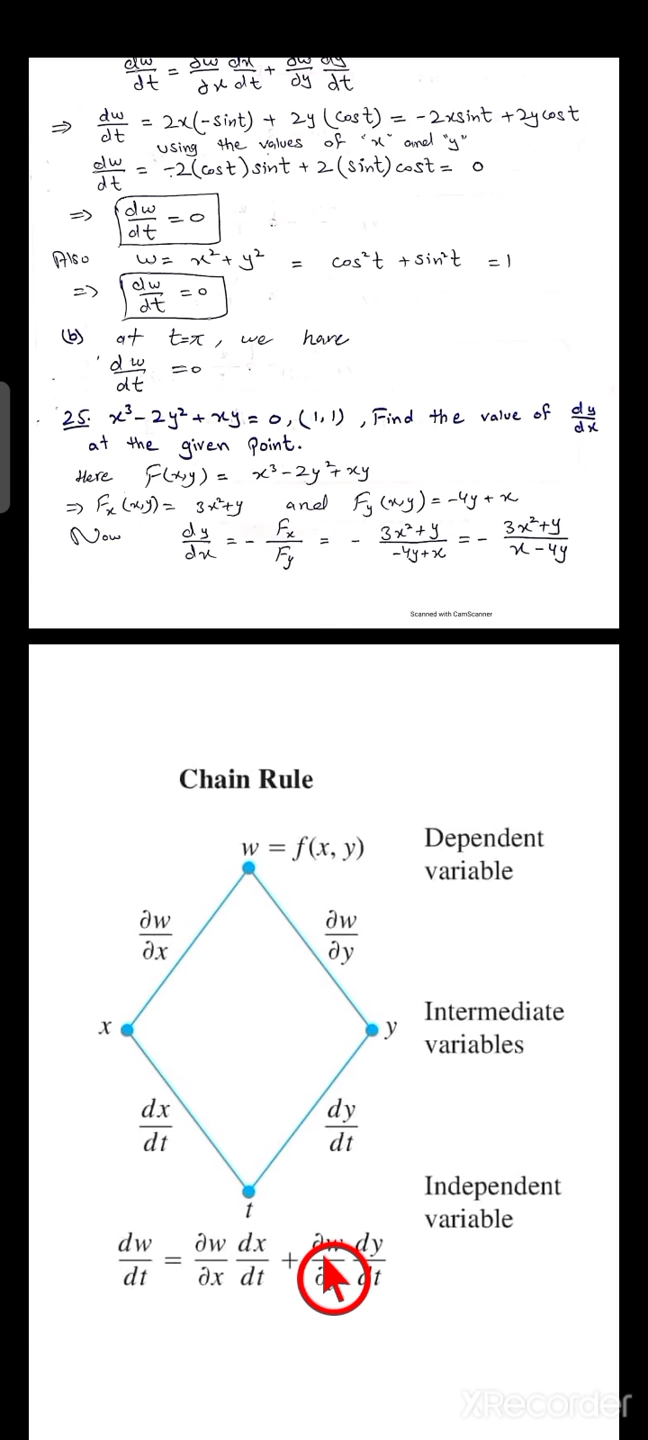 dw/dt = ∂w/∂x dx/dt + ∂w/∂y dy/dt
⇒ dw/dt = 2x(-sint) + 2y(cost) = -2xsint + 2ycost
using the values of "x" and "y"
dw/dt = -2(cost)sint + 2(sint)cost = 0
⇒ dw/dt = 0
Also w = x² + y² = cos²t + sin²t = 1
⇒ dw/dt = 0
(b) at t=π, we have
dw/dt = 0
25. x³-2y²+xy = 0, (1,1), Find the value of dy/dx
at the given point.
Here F(x,y) = x³-2y²+xy
⇒ Fx(x,y) = 3x²+y and Fy(x,y) = -4y+x
Now dy/dx = - Fx/Fy = - 3x²+y/-4y+x = - 3x²+y/x-4y
Scanned with CamScanner
Chain Rule
w = f(x, y)
Dependent
variable
∂w/∂x ∂w/∂y
x y
Intermediate
variables
dx/dt dy/dt
t
Independent
variable
dw/dt = ∂w/∂x dx/dt + ∂w/∂y dy/dt
XRecorder